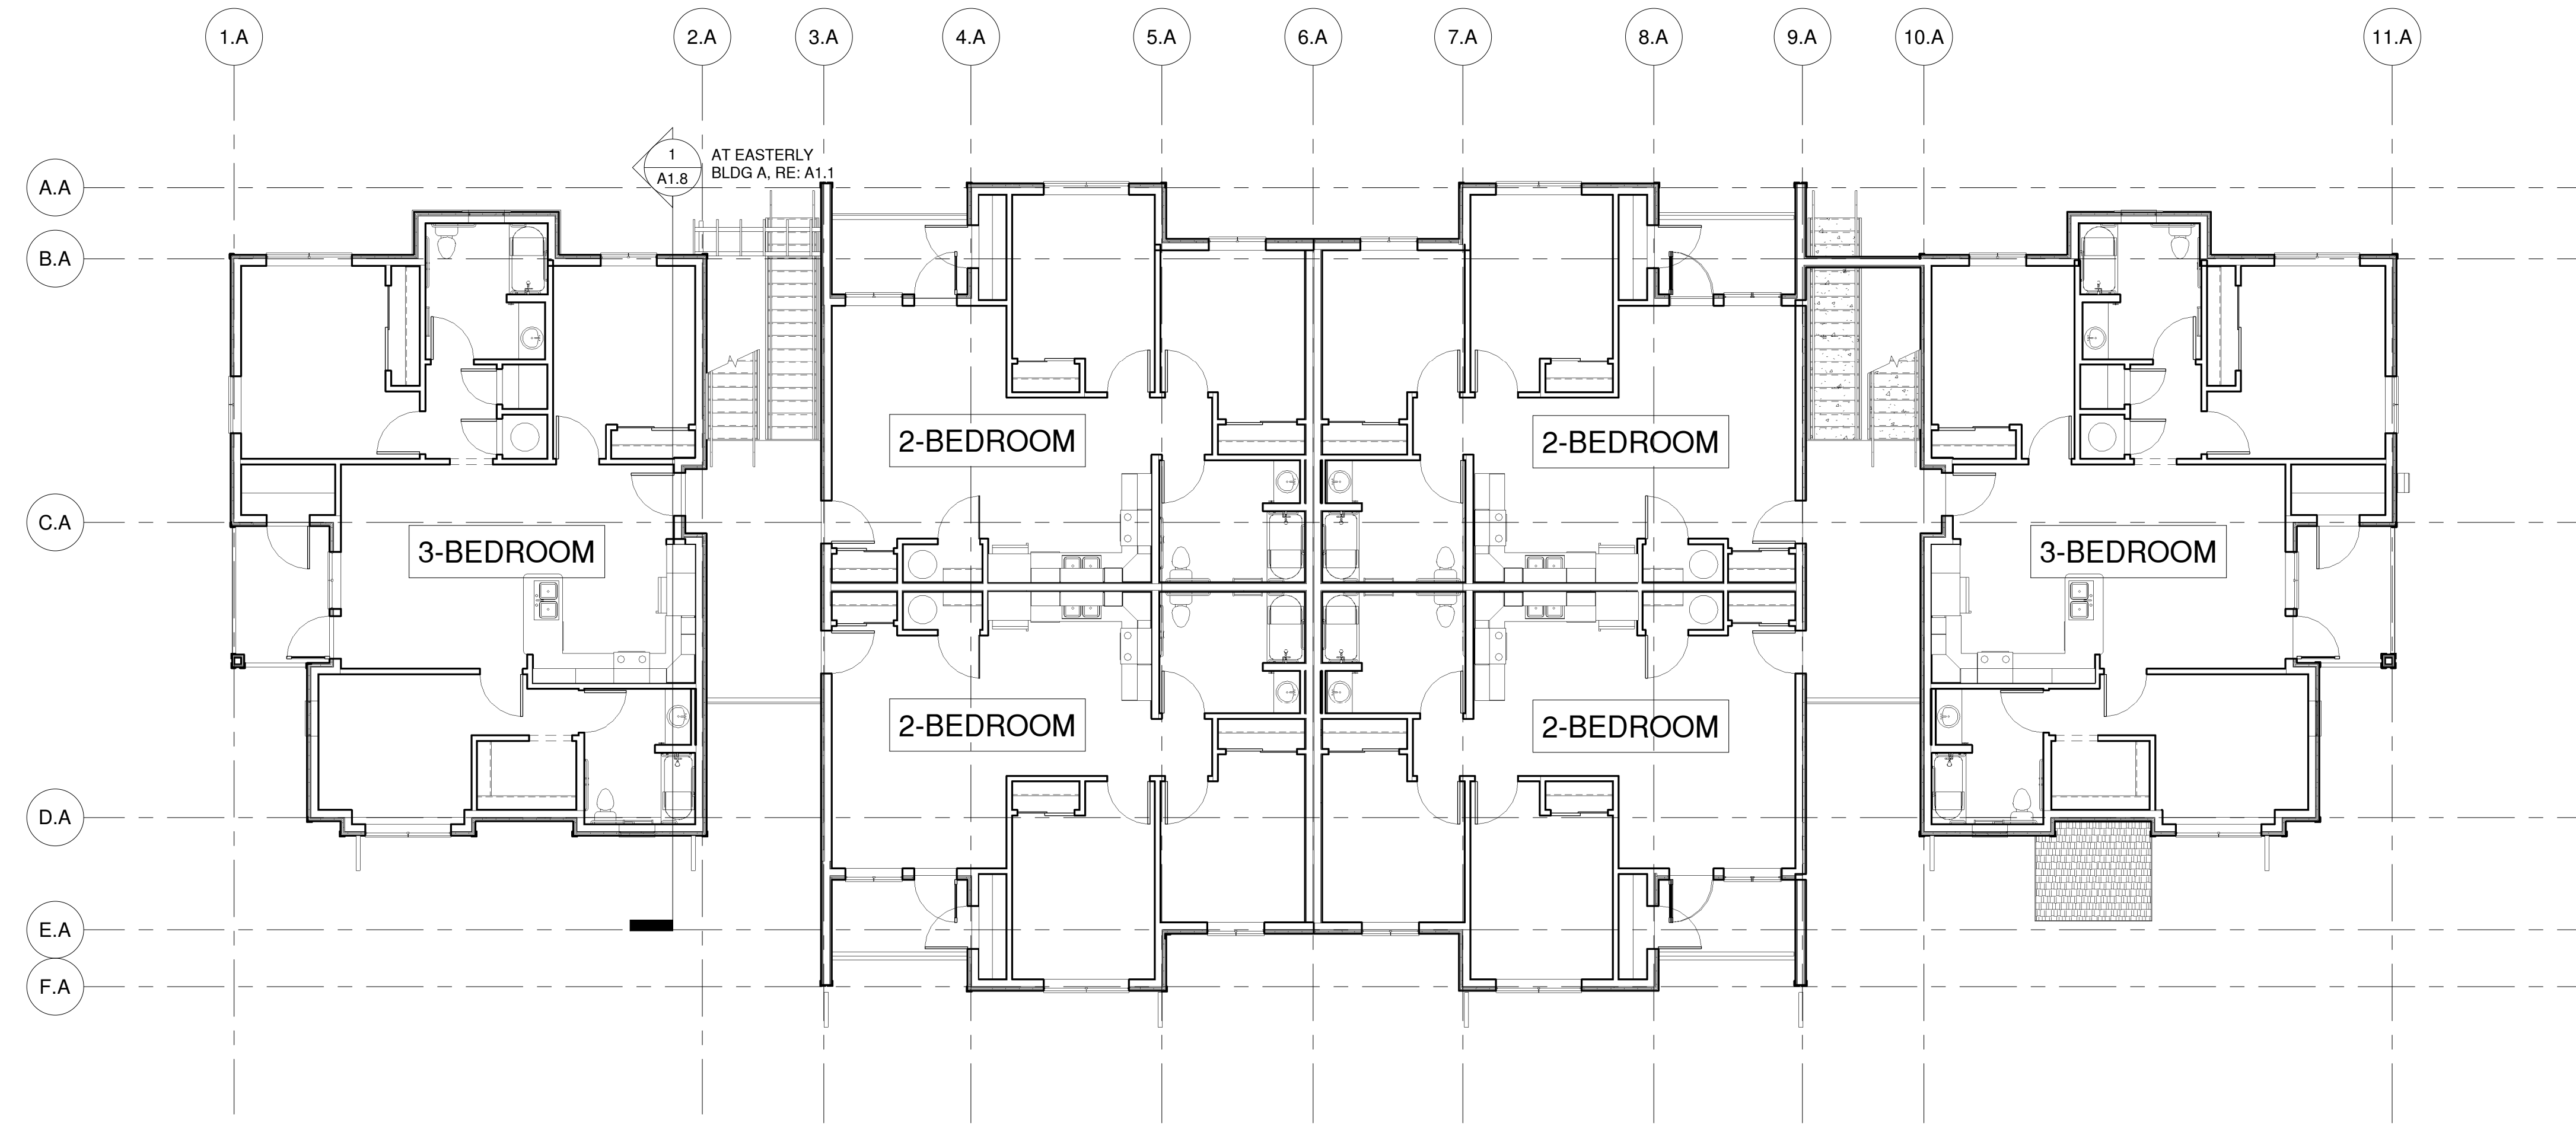 1.A
2.A
3.A
4.A
5.A
6.A
7.A
8.A
9.A
10.A
11.A
1
A1.8
AT EASTERLY
BLDG A, RE: A1.1
A.A
B.A
C.A
D.A
E.A
F.A
2-BEDROOM
2-BEDROOM
3-BEDROOM
3-BEDROOM
2-BEDROOM
2-BEDROOM